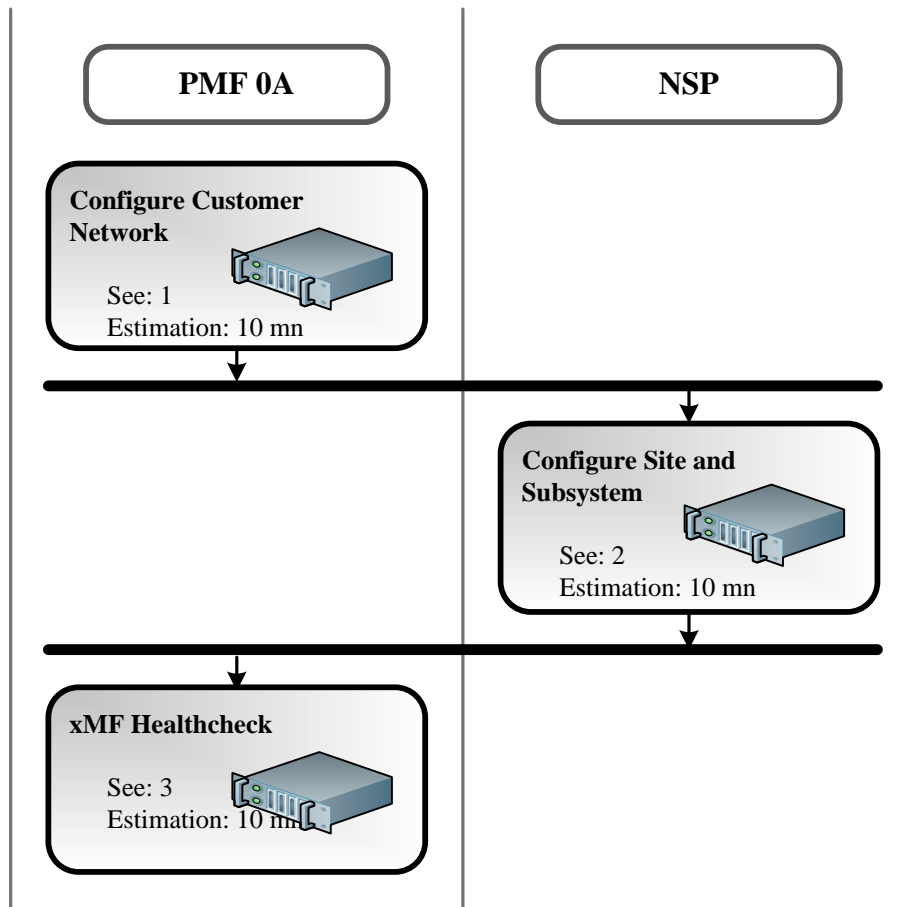 PMF 0A
NSP
Configure Customer
Network
See: 1
Estimation: 10 mn
Configure Site and
Subsystem
See: 2
Estimation: 10 mn
xMF Healthcheck
See: 3
Estimation: 10 mn